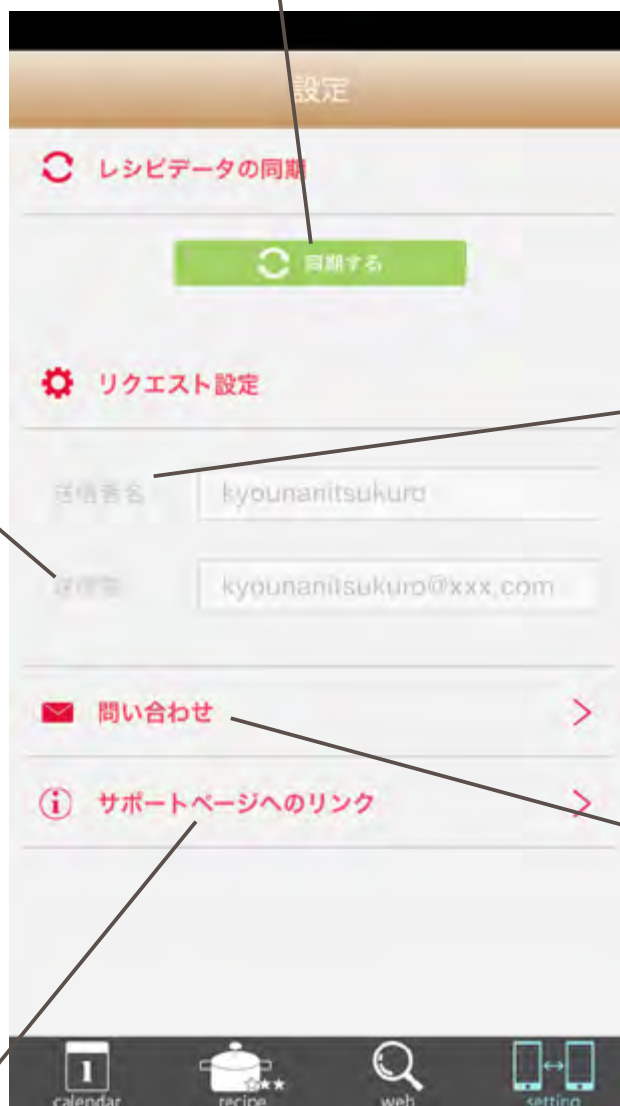 設定
レシピデータの同期
同期する
リクエスト設定
送信者名 kyounanitsukuro
送信先 kyounanitsukuro@xxx.com
問い合わせ
サポートページへのリンク
1
calendar recipe web setting